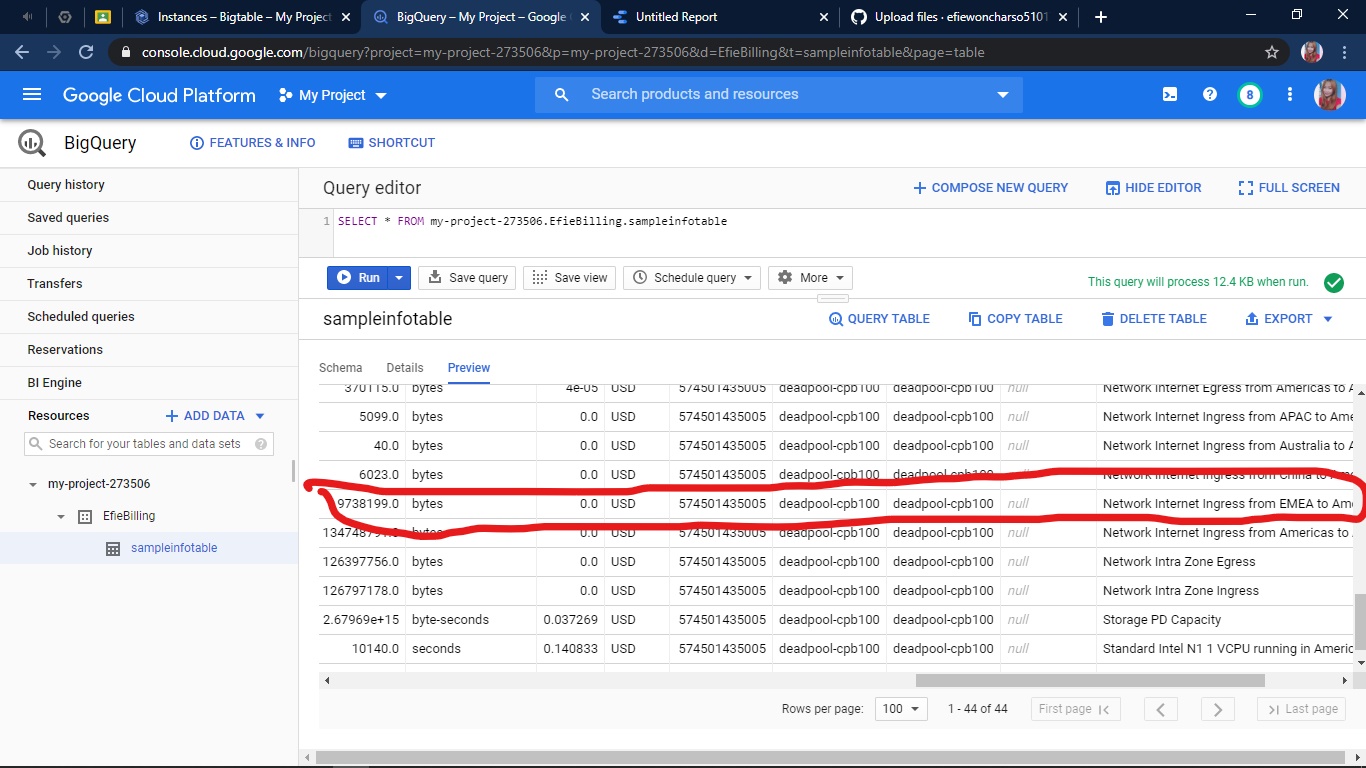 Instances – Bigtable – My Project
BigQuery – My Project – Google C
Untitled Report
Upload files · efiewoncharso5101
console.cloud.google.com/bigquery?project=my-project-273506&p=my-project-273506&d=EfieBilling&t=sampleinfotable&page=table
Google Cloud Platform My Project Search products and resources 8
BigQuery FEATURES & INFO SHORTCUT
Query history
Saved queries
Job history
Transfers
Scheduled queries
Reservations
BI Engine
Resources ADD DATA
Search for your tables and data sets
my-project-273506
EfieBilling
sampleinfotable
Query editor COMPOSE NEW QUERY HIDE EDITOR FULL SCREEN
1 SELECT * FROM my-project-273506.EfieBilling.sampleinfotable
Run Save query Save view Schedule query More This query will process 12.4 KB when run.
sampleinfotable QUERY TABLE COPY TABLE DELETE TABLE EXPORT
Schema Details Preview
370115.0 bytes 4e-05 USD 574501435005 deadpool-cpb100 deadpool-cpb100 null Network Internet Egress from Americas to A
5099.0 bytes 0.0 USD 574501435005 deadpool-cpb100 deadpool-cpb100 null Network Internet Ingress from APAC to Ame
40.0 bytes 0.0 USD 574501435005 deadpool-cpb100 deadpool-cpb100 null Network Internet Ingress from Australia to A
6023.0 bytes 0.0 USD 574501435005 deadpool-cpb100 deadpool-cpb100 null Network Internet Ingress from China to Ame
9738199.0 bytes 0.0 USD 574501435005 deadpool-cpb100 deadpool-cpb100 null Network Internet Ingress from EMEA to Am
bytes 0.0 USD 574501435005 deadpool-cpb100 deadpool-cpb100 null Network Internet Ingress from Americas to
126397756.0 bytes 0.0 USD 574501435005 deadpool-cpb100 deadpool-cpb100 null Network Intra Zone Egress
126797178.0 bytes 0.0 USD 574501435005 deadpool-cpb100 deadpool-cpb100 null Network Intra Zone Ingress
2.67969e+15 byte-seconds 0.037269 USD 574501435005 deadpool-cpb100 deadpool-cpb100 null Storage PD Capacity
10140.0 seconds 0.140833 USD 574501435005 deadpool-cpb100 deadpool-cpb100 null Standard Intel N1 1 VCPU running in Americ
Rows per page: 100 1 - 44 of 44 First page Last page